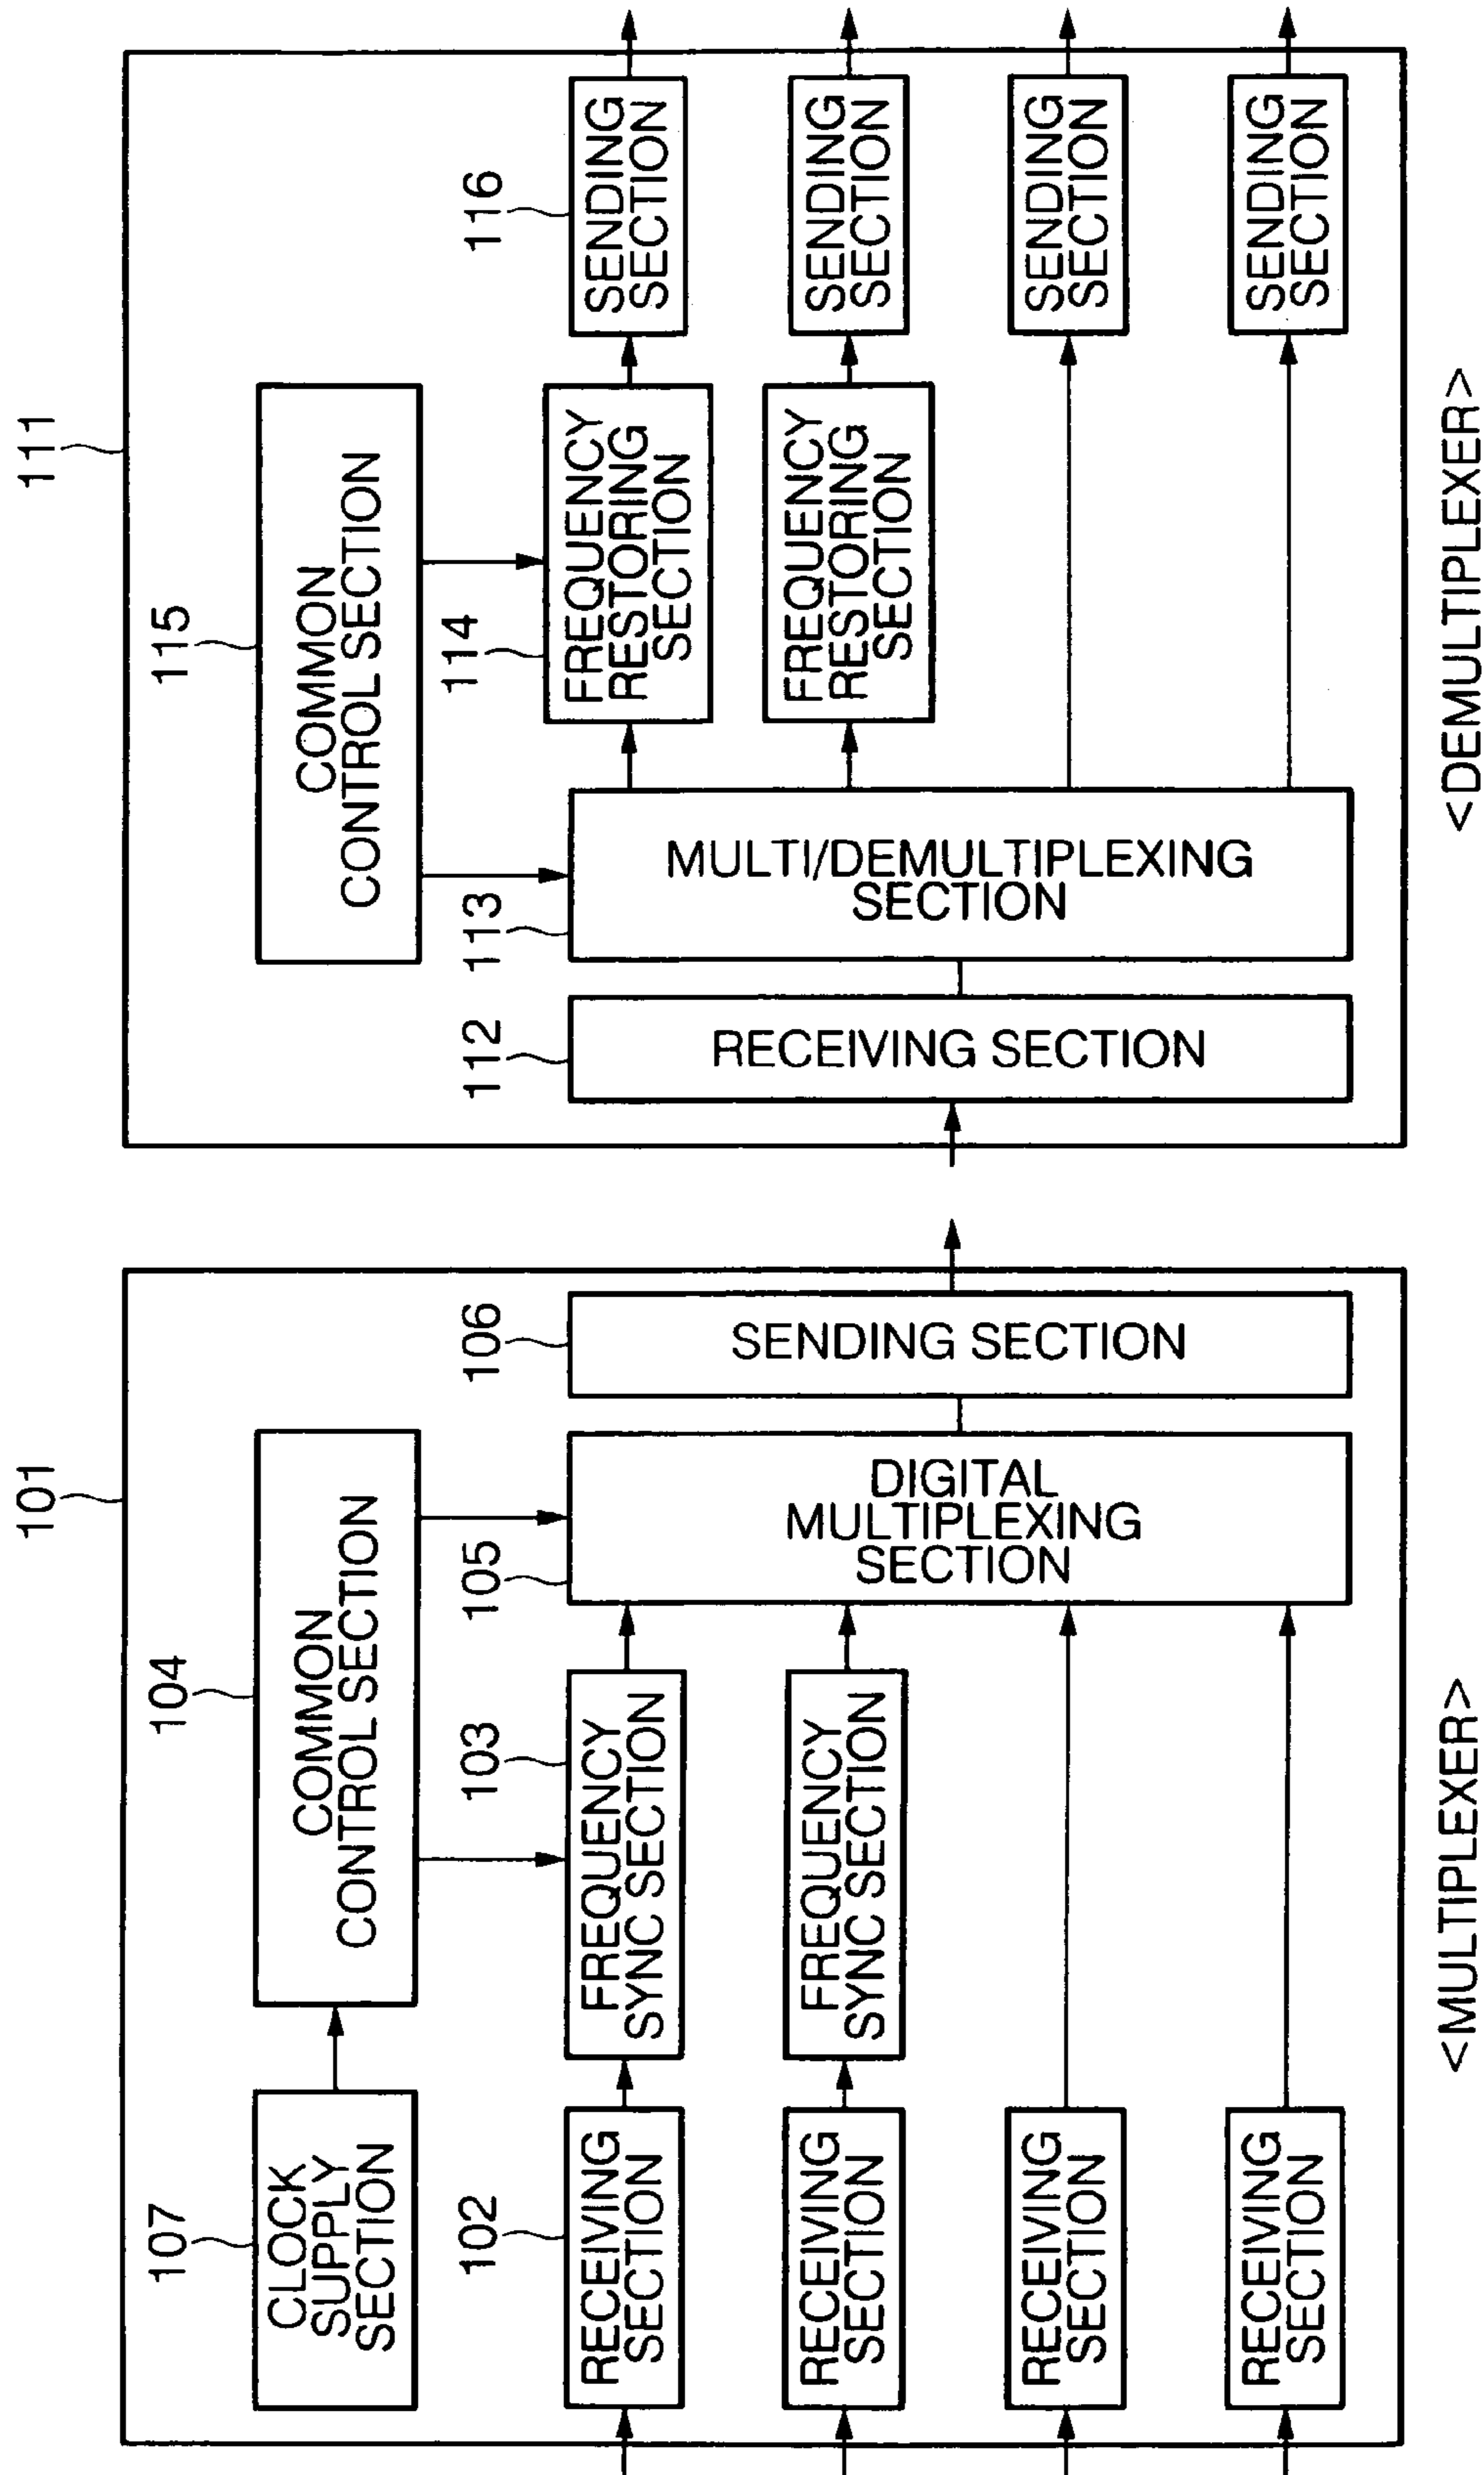 101
107
CLOCK
SUPPLY
SECTION
104
COMMON
CONTROL SECTION
102
RECEIVING
SECTION
103
FREQUENCY
SYNC SECTION
105
DIGITAL
MULTIPLEXING
SECTION
106
SENDING SECTION
RECEIVING
SECTION
FREQUENCY
SYNC SECTION
RECEIVING
SECTION
RECEIVING
SECTION
<MULTIPLEXER>
111
115
COMMON
CONTROL SECTION
112
RECEIVING SECTION
113
MULTI/DEMULTIPLEXING
SECTION
114
FREQUENCY
RESTORING
SECTION
116
SENDING
SECTION
FREQUENCY
RESTORING
SECTION
SENDING
SECTION
SENDING
SECTION
SENDING
SECTION
<DEMULTIPLEXER>